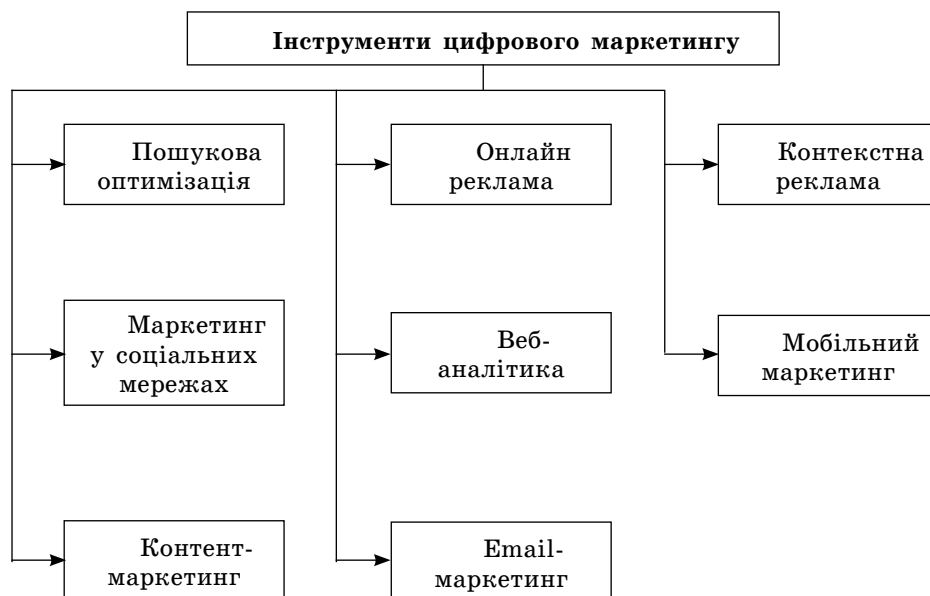 Інструменти цифрового маркетингу
Пошукова
оптимізація
Онлайн
реклама
Контекстна
реклама
Маркетинг
у соціальних
мережах
Веб-
аналітика
Мобільний
маркетинг
Контент-
маркетинг
Email-
маркетинг